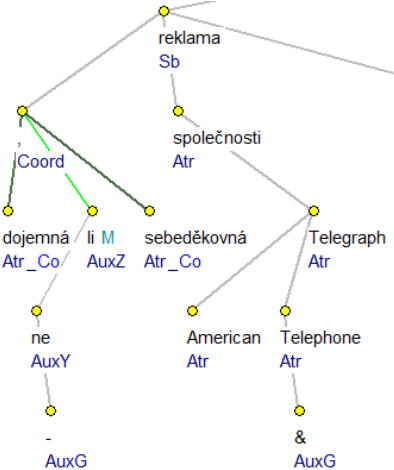 reklama
Sb
,
Coord
společnosti
Atr
dojemná
Atr_Co
li M
AuxZ
sebeděkovná
Atr_Co
Telegraph
Atr
ne
AuxY
American
Atr
Telephone
Atr
-
AuxG
&
AuxG